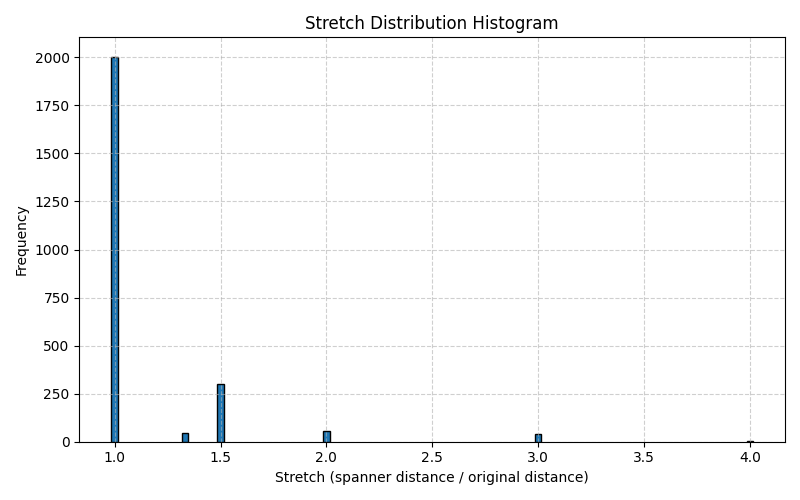 Stretch Distribution Histogram
2000
1750
1500
1250
1000
750
500
250
0
Frequency
1.0 1.5 2.0 2.5 3.0 3.5 4.0
Stretch (spanner distance / original distance)